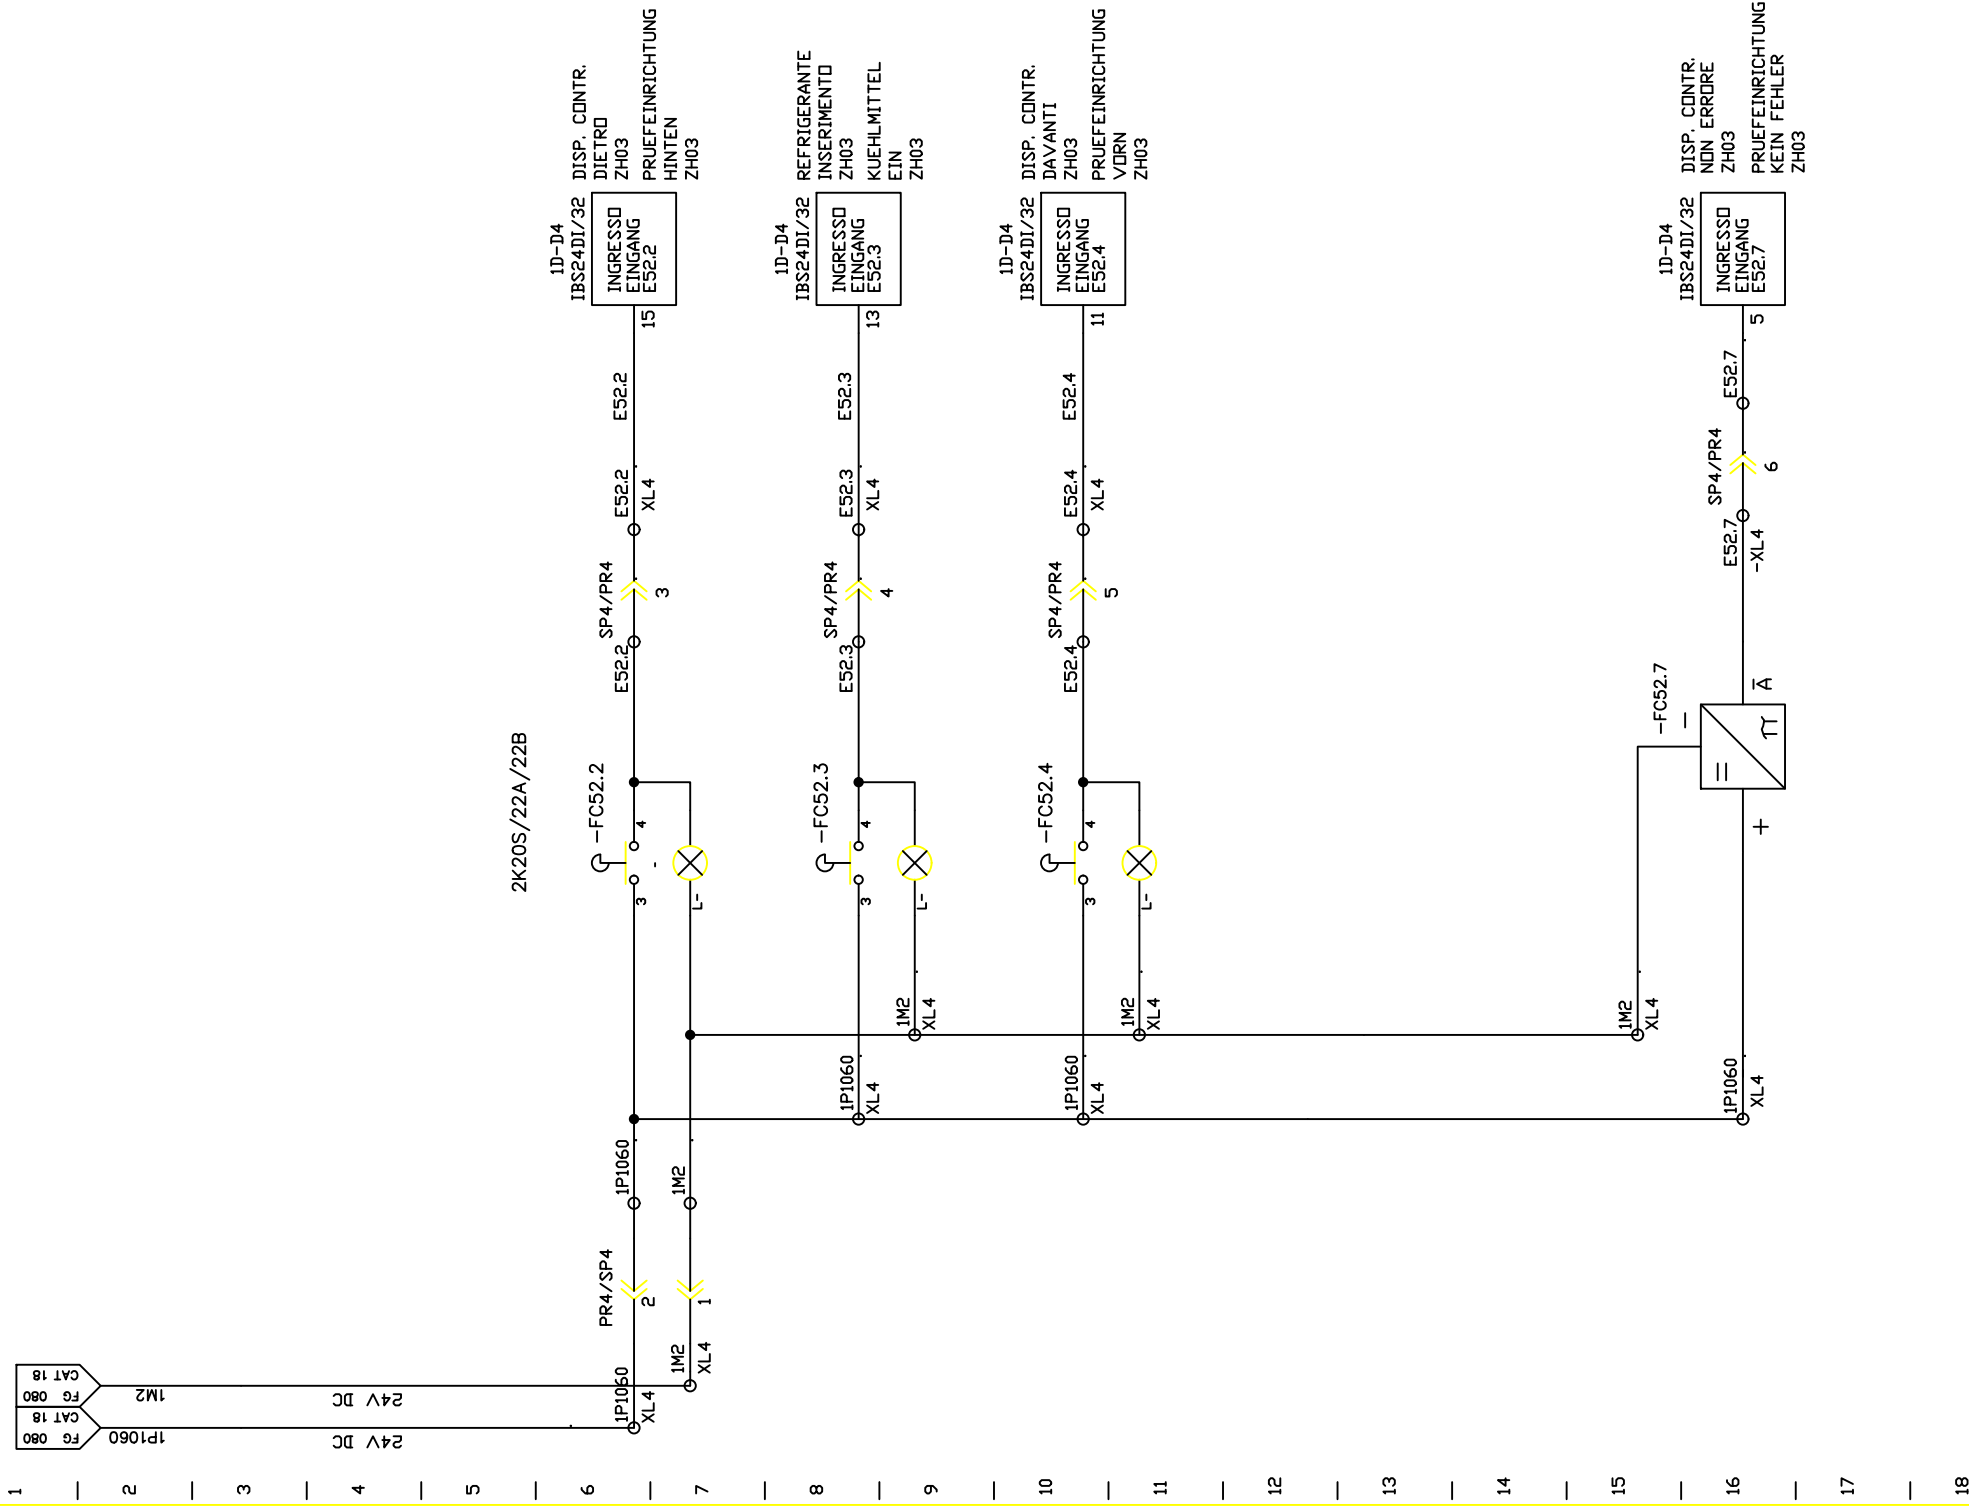 1D-D4
IBS24DI/32
INGRESSO
EINGANG
E52.2
DISP. CONTR.
DIETRO
ZH03
PRUEFEINRICHTUNG
HINTEN
ZH03
15
E52.2
E52.2
XL4
SP4/PR4
3
E52.2
2K20S/22A/22B
-FC52.2
4
3
L-
1P1060
1M2
PR4/SP4
2
1
1P1060
XL4
1M2
XL4
1D-D4
IBS24DI/32
INGRESSO
EINGANG
E52.3
REFRIGERANTE
INSERIMENTO
ZH03
KUEHLMITTEL
EIN
ZH03
13
E52.3
E52.3
XL4
SP4/PR4
4
E52.3
-FC52.3
4
3
L-
1M2
XL4
1P1060
XL4
1D-D4
IBS24DI/32
INGRESSO
EINGANG
E52.4
DISP. CONTR.
DAVANTI
ZH03
PRUEFEINRICHTUNG
VORN
ZH03
11
E52.4
E52.4
XL4
SP4/PR4
5
E52.4
-FC52.4
4
3
L-
1M2
XL4
1P1060
XL4
1D-D4
IBS24DI/32
INGRESSO
EINGANG
E52.7
DISP. CONTR.
NON ERRORE
ZH03
PRUEFEINRICHTUNG
KEIN FEHLER
ZH03
5
E52.7
SP4/PR4
6
E52.7
-XL4
-FC52.7
-
A
+
1M2
XL4
1P1060
XL4
FG 080
CAT 18
1M2
24V DC
FG 080
CAT 18
1P1060
24V DC
1
2
3
4
5
6
7
8
9
10
11
12
13
14
15
16
17
18